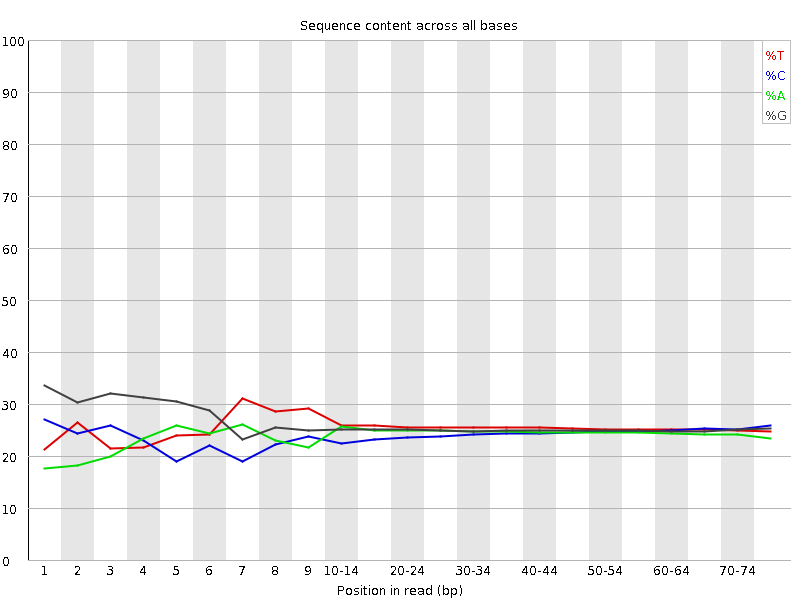 Sequence content across all bases
100
90
80
70
60
50
40
30
20
10
0
%T
%C
%A
%G
1 2 3 4 5 6 7 8 9 10-14 20-24 30-34 40-44 50-54 60-64 70-74
Position in read (bp)